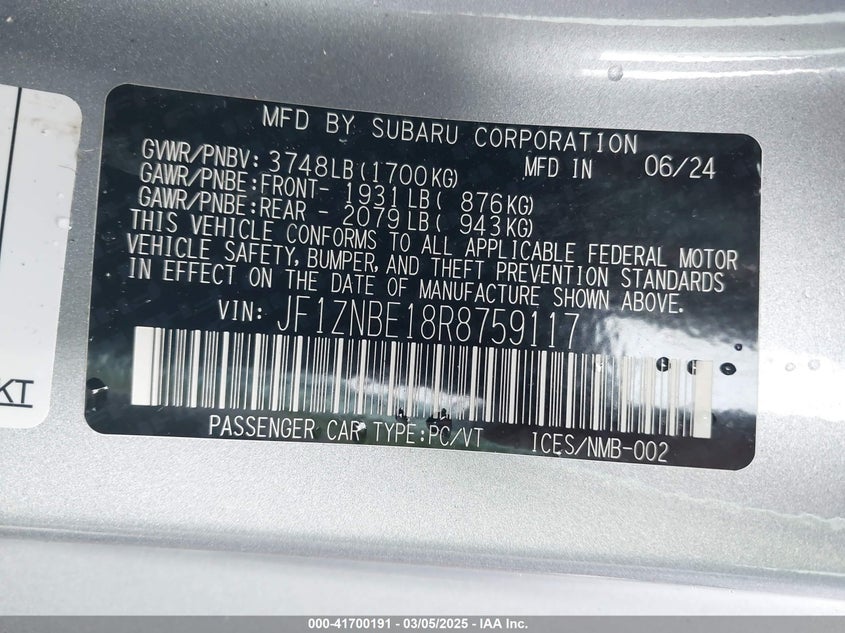 MFD BY SUBARU CORPORATION
GVWR/PNBV: 3748LB(1700KG) MFD IN 06/24
GAWR/PNBE:FRONT- 1931LB( 876KG)
GAWR/PNBE:REAR - 2079LB( 943KG)
THIS VEHICLE CONFORMS TO ALL APPLICABLE FEDERAL MOTOR
VEHICLE SAFETY, BUMPER, AND THEFT PREVENTION STANDARDS
IN EFFECT ON THE DATE OF MANUFACTURE SHOWN ABOVE.
VIN: JF1ZNBE18R8759117
PASSENGER CAR TYPE:PC/VT ICES/NMB-002
KT
000-41700191 - 03/05/2025 - IAA Inc.